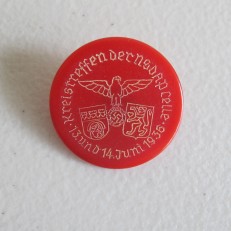 Kreistreffen der NSDAP Celle
13. und 14. Juni 1936